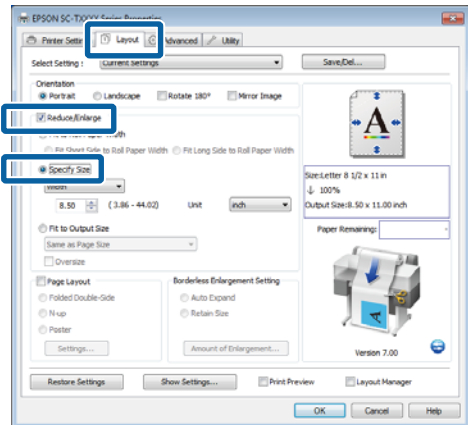 EPSON SC-TXXXX Series Properties
Layout Advanced Utility
Select Setting : Current Settings Save/Del...
Orientation
Portrait Landscape Rotate 180° Mirror Image
Reduce/Enlarge
Fit Short Side to Roll Paper Width Fit Long Side to Roll Paper Width
Specify Size
Width
8.50 (3.86 - 44.02) Unit inch
Fit to Output Size
Same as Page Size
Oversize
Page Layout
Folded Double-Side
N-up
Poster
Settings...
Borderless Enlargement Setting
Auto Expand
Retain Size
Amount of Enlargement...
A
Size:Letter 8 1/2 x 11 in
↓ 100%
Output Size:8.50 x 11.00 inch
Paper Remaining:
Version 7.00
Restore Settings Show Settings... Print Preview Layout Manager
OK Cancel Help